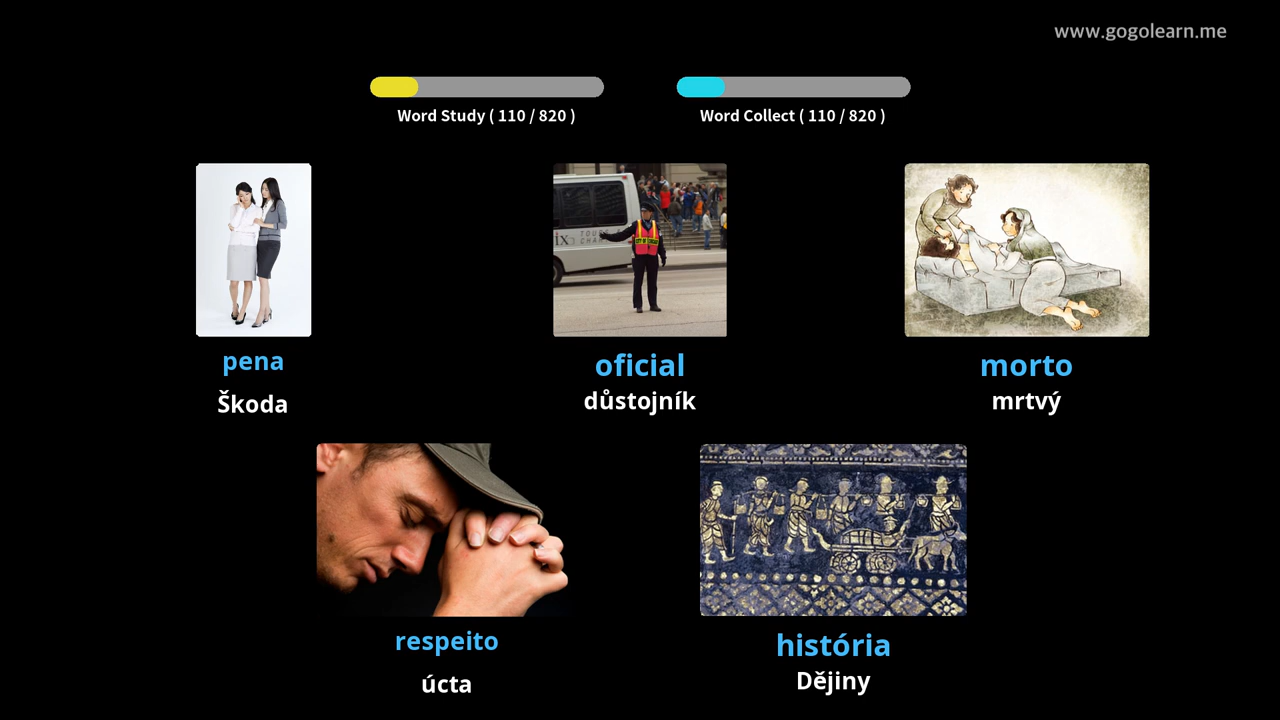 www.gogolearn.me
Word Study ( 110 / 820 )
Word Collect ( 110 / 820 )
pena
Škoda
oficial
důstojník
morto
mrtvý
respeito
úcta
história
Dějiny